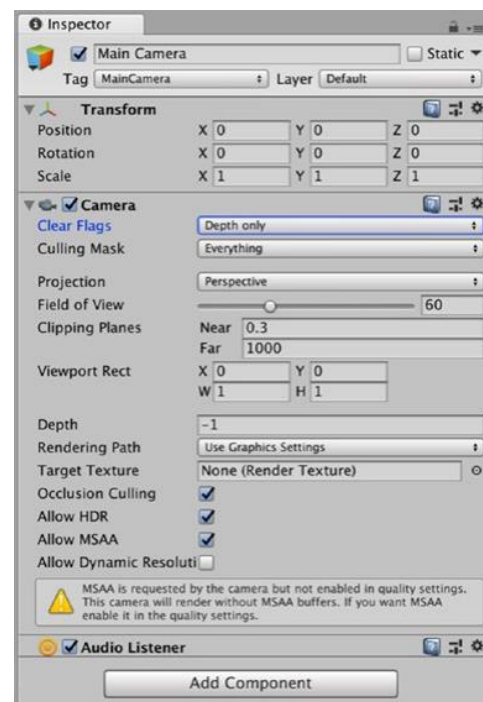 Inspector
Main Camera Static
Tag MainCamera Layer Default
Transform
Position X 0 Y 0 Z 0
Rotation X 0 Y 0 Z 0
Scale X 1 Y 1 Z 1
Camera
Clear Flags Depth only
Culling Mask Everything
Projection Perspective
Field of View 60
Clipping Planes Near 0.3
Far 1000
Viewport Rect X 0 Y 0
W 1 H 1
Depth -1
Rendering Path Use Graphics Settings
Target Texture None (Render Texture)
Occlusion Culling
Allow HDR
Allow MSAA
Allow Dynamic Resoluti
MSAA is requested by the camera but not enabled in quality settings.
This camera will render without MSAA buffers. If you want MSAA
enable it in the quality settings.
Audio Listener
Add Component